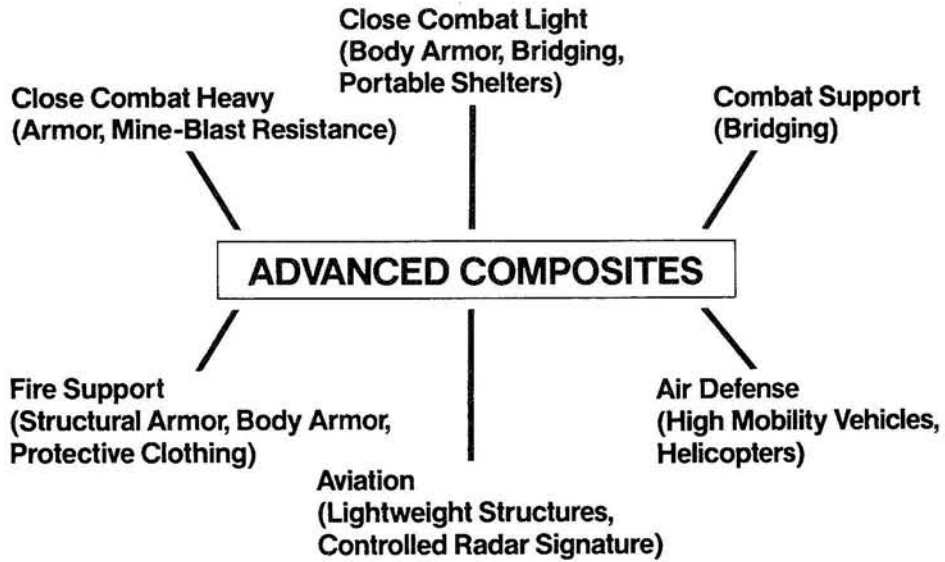 Close Combat Light
(Body Armor, Bridging,
Portable Shelters)
Close Combat Heavy
(Armor, Mine-Blast Resistance)
Combat Support
(Bridging)
ADVANCED COMPOSITES
Fire Support
(Structural Armor, Body Armor,
Protective Clothing)
Air Defense
(High Mobility Vehicles,
Helicopters)
Aviation
(Lightweight Structures,
Controlled Radar Signature)